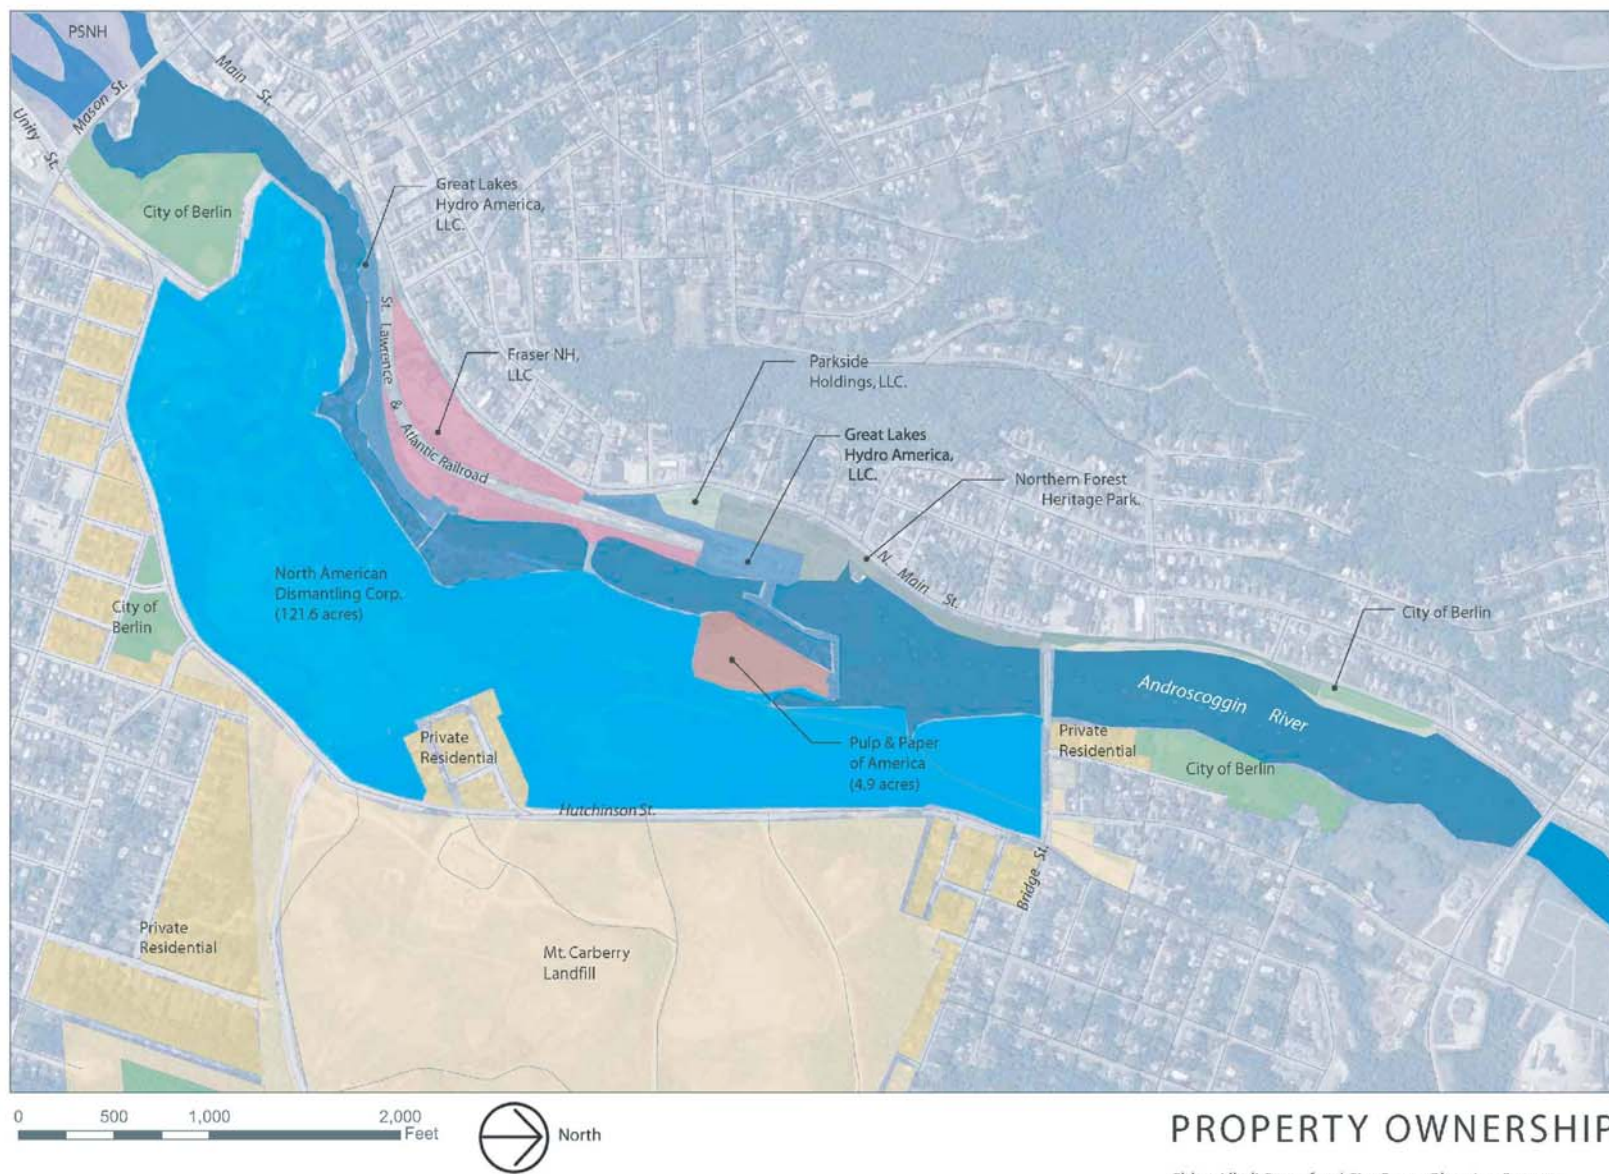 PSNH
Main St.
Mason St.
Unity St.
City of Berlin
Great Lakes
Hydro America,
LLC.
St. Lawrence & Atlantic Railroad
Fraser NH,
LLC
Parkside
Holdings, LLC.
Great Lakes
Hydro America,
LLC.
Northern Forest
Heritage Park.
N. Main St.
North American
Dismantling Corp.
(121.6 acres)
City of
Berlin
City of Berlin
Androscoggin River
Private
Residential
Pulp & Paper
of America
(4.9 acres)
Private
Residential
City of Berlin
Hutchinson St.
Bridge St.
Private
Residential
Mt. Carberry
Landfill
0 500 1,000 2,000
Feet
North
PROPERTY OWNERSHIP